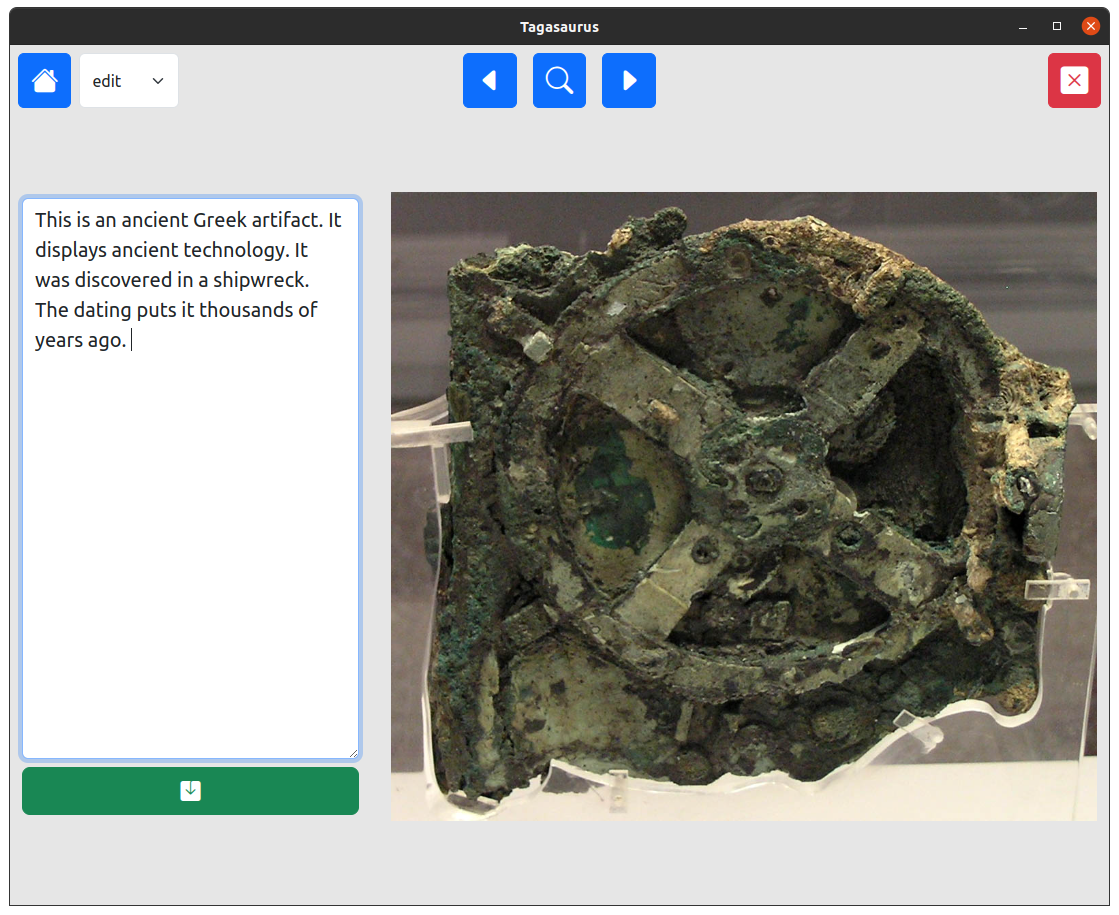 Tagasaurus
edit
This is an ancient Greek artifact. It
displays ancient technology. It
was discovered in a shipwreck.
The dating puts it thousands of
years ago.